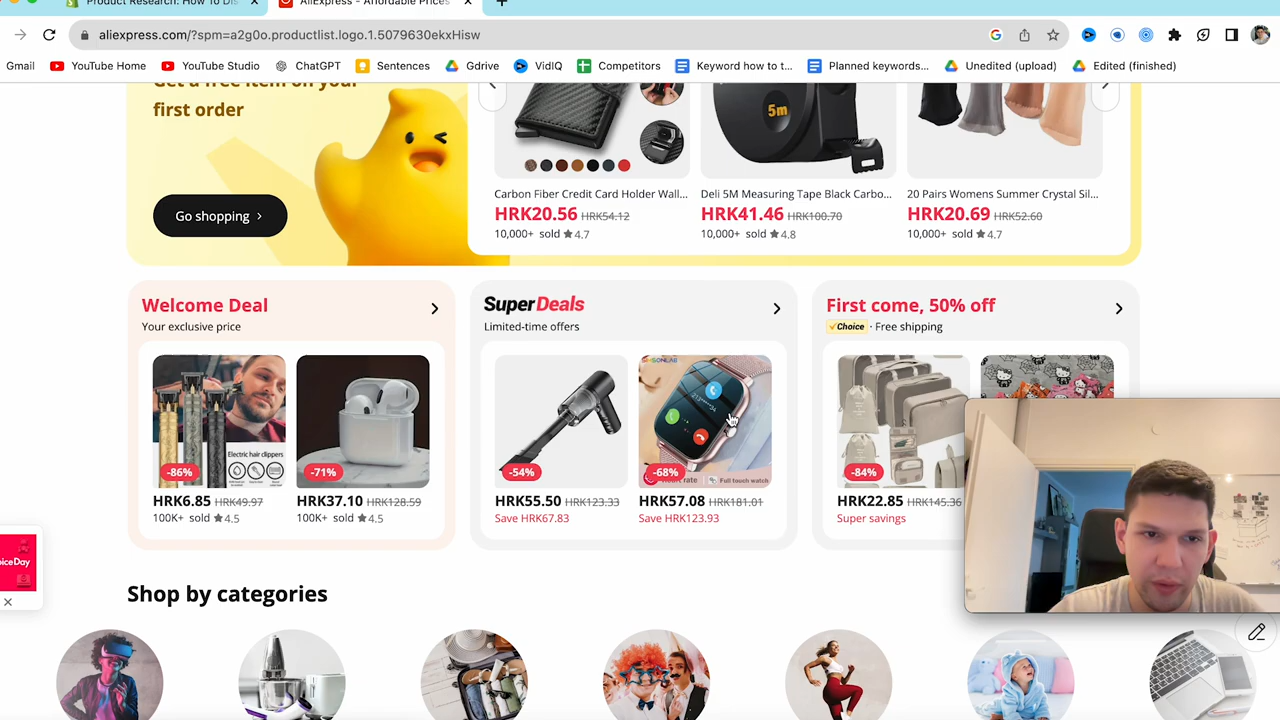 Product Research: How To Dis
AliExpress - Affordable Prices
aliexpress.com/?spm=a2g0o.productlist.logo.1.5079630ekxHisw
Gmail
YouTube Home
YouTube Studio
ChatGPT
Sentences
Gdrive
VidIQ
Competitors
Keyword how to t...
Planned keywords...
Unedited (upload)
Edited (finished)
Get a free item on your
first order
Go shopping
5m
Carbon Fiber Credit Card Holder Wall...
HRK20.56 HRK54.12
10,000+ sold ★4.7
Deli 5M Measuring Tape Black Carbo...
HRK41.46 HRK100.70
10,000+ sold ★4.8
20 Pairs Womens Summer Crystal Sil...
HRK20.69 HRK52.60
10,000+ sold ★4.7
Welcome Deal
Your exclusive price
Electric hair clippers
-86%
HRK6.85 HRK49.97
100K+ sold ★4.5
-71%
HRK37.10 HRK128.59
100K+ sold ★4.5
SuperDeals
Limited-time offers
-54%
HRK55.50 HRK123.33
Save HRK67.83
-68%
Full touch watch
HRK57.08 HRK181.01
Save HRK123.93
First come, 50% off
Choice · Free shipping
-84%
HRK22.85 HRK145.36
Super savings
oiceDay
Shop by categories